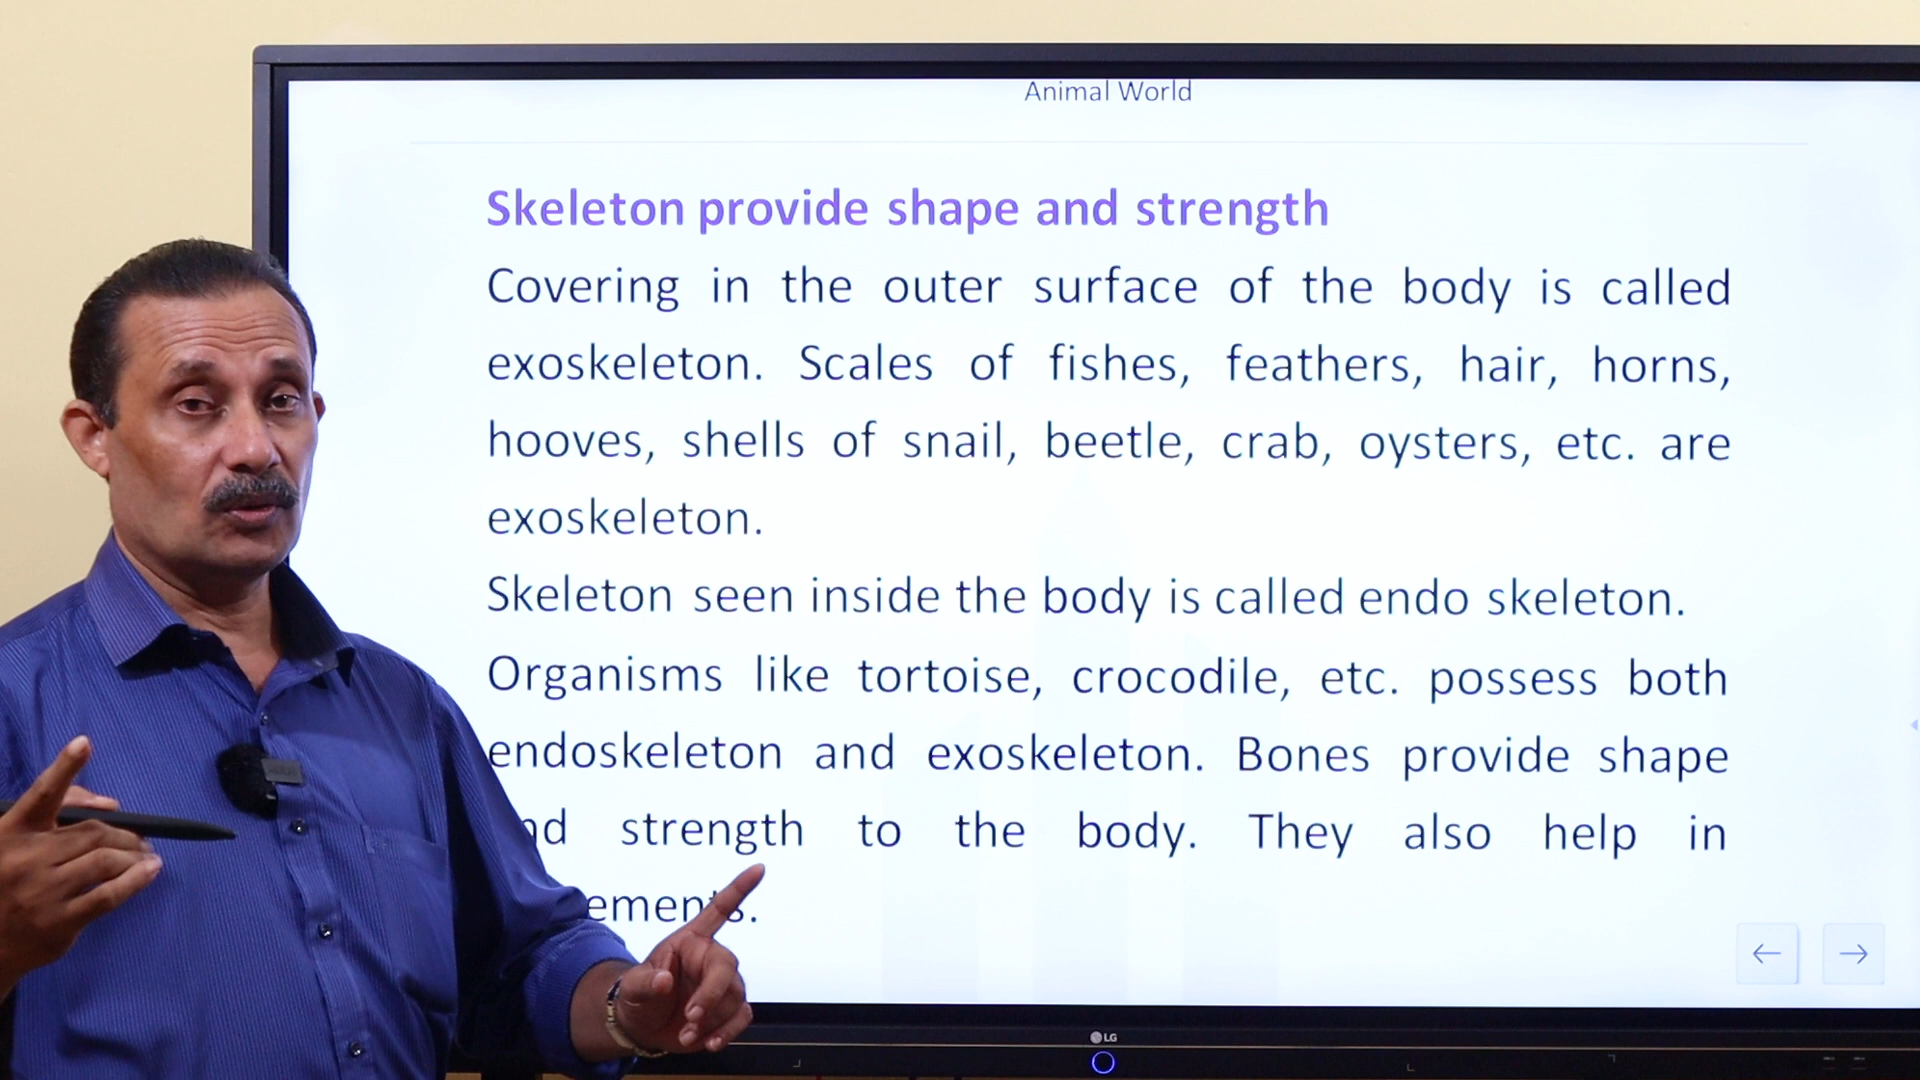 Animal World
Skeleton provide shape and strength
Covering in the outer surface of the body is called
exoskeleton. Scales of fishes, feathers, hair, horns,
hooves, shells of snail, beetle, crab, oysters, etc. are
exoskeleton.
Skeleton seen inside the body is called endo skeleton.
Organisms like tortoise, crocodile, etc. possess both
endoskeleton and exoskeleton. Bones provide shape
strength to the body. They also help in
LG